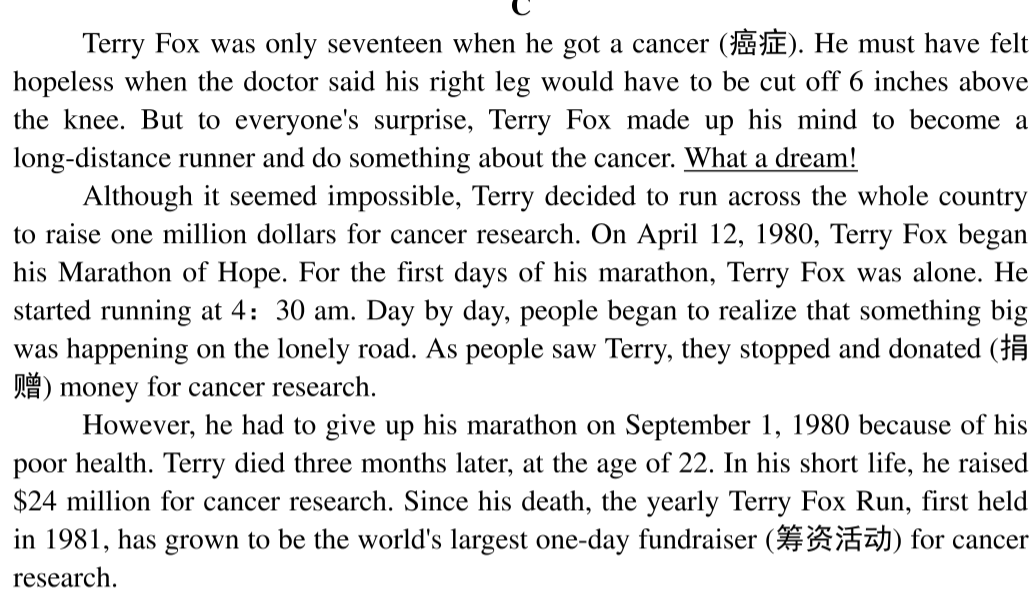 C
Terry Fox was only seventeen when he got a cancer (癌症). He must have felt
hopeless when the doctor said his right leg would have to be cut off 6 inches above
the knee. But to everyone's surprise, Terry Fox made up his mind to become a
long-distance runner and do something about the cancer. What a dream!
Although it seemed impossible, Terry decided to run across the whole country
to raise one million dollars for cancer research. On April 12, 1980, Terry Fox began
his Marathon of Hope. For the first days of his marathon, Terry Fox was alone. He
started running at 4：30 am. Day by day, people began to realize that something big
was happening on the lonely road. As people saw Terry, they stopped and donated (捐
赠) money for cancer research.
However, he had to give up his marathon on September 1, 1980 because of his
poor health. Terry died three months later, at the age of 22. In his short life, he raised
$24 million for cancer research. Since his death, the yearly Terry Fox Run, first held
in 1981, has grown to be the world's largest one-day fundraiser (筹资活动) for cancer
research.